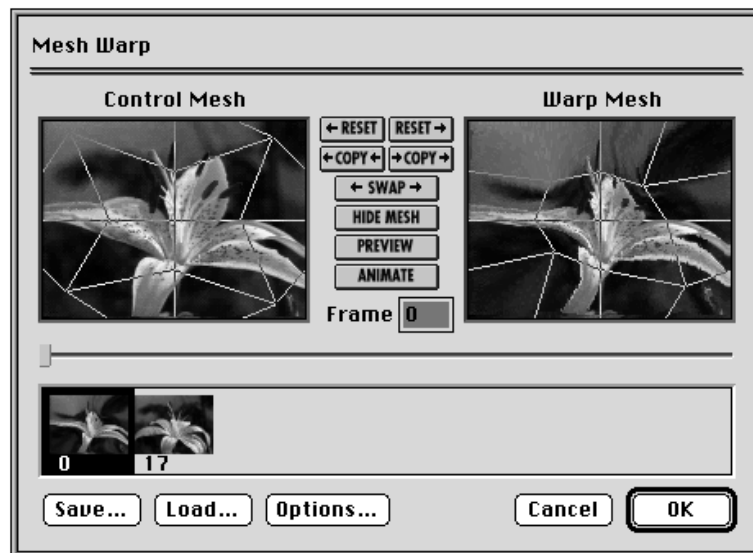 Mesh Warp
Control Mesh
Warp Mesh
← RESET
RESET →
← COPY ←
→ COPY →
← SWAP →
HIDE MESH
PREVIEW
ANIMATE
Frame 0
0
17
Save...
Load...
Options...
Cancel
OK